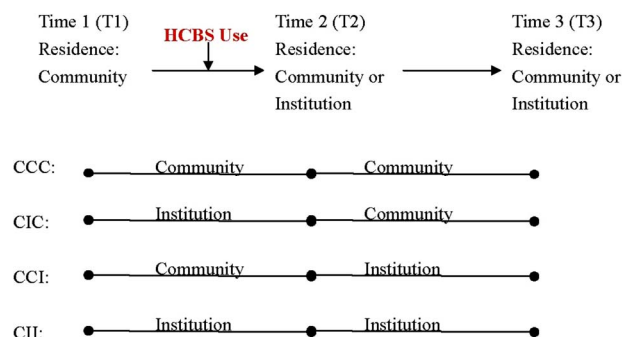 Time 1 (T1)
Residence:
Community
HCBS Use
Time 2 (T2)
Residence:
Community or
Institution
Time 3 (T3)
Residence:
Community or
Institution
CCC: Community Community
CIC: Institution Community
CCI: Community Institution
CII: Institution Institution